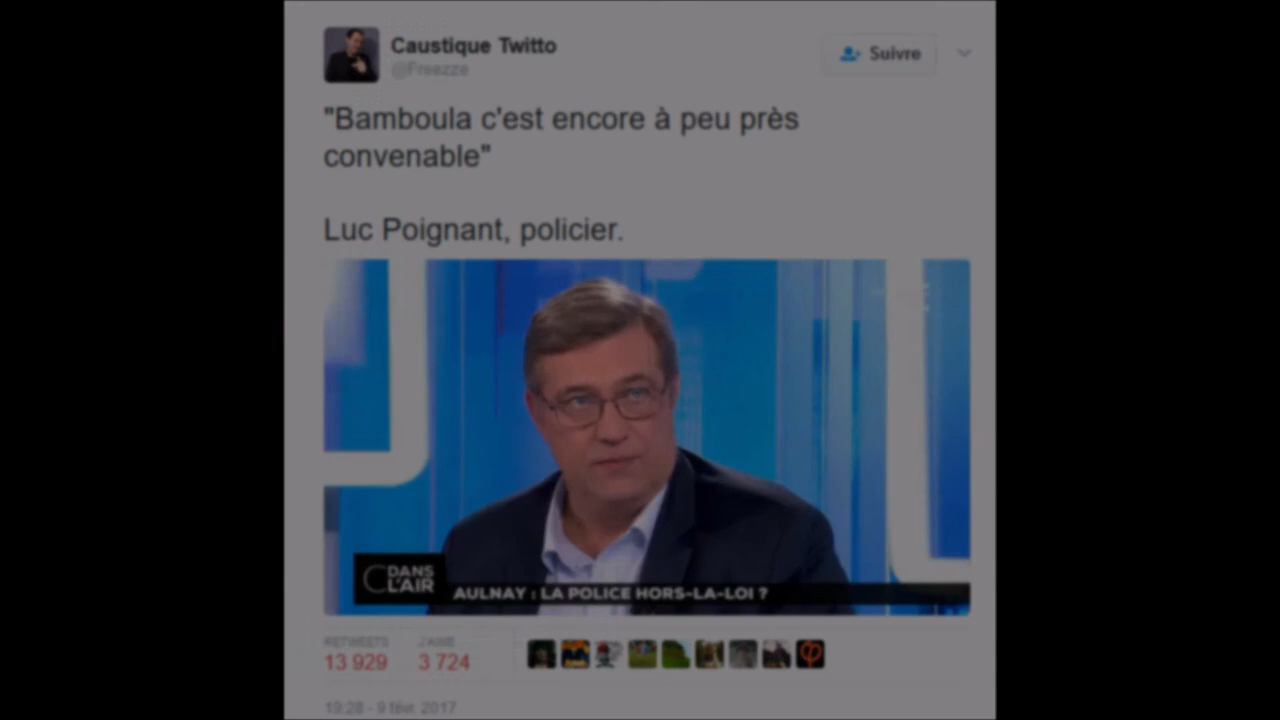 Caustique Twitto
@Freezze
Suivre
"Bamboula c'est encore à peu près
convenable"
Luc Poignant, policier.
C DANS
L'AIR
AULNAY : LA POLICE HORS-LA-LOI ?
RETWEETS
J'AIME
13 929
3 724
19:28 - 9 févr. 2017